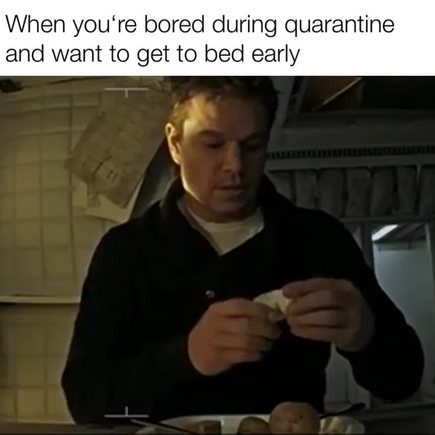 When you‘re bored during quarantine
and want to get to bed early